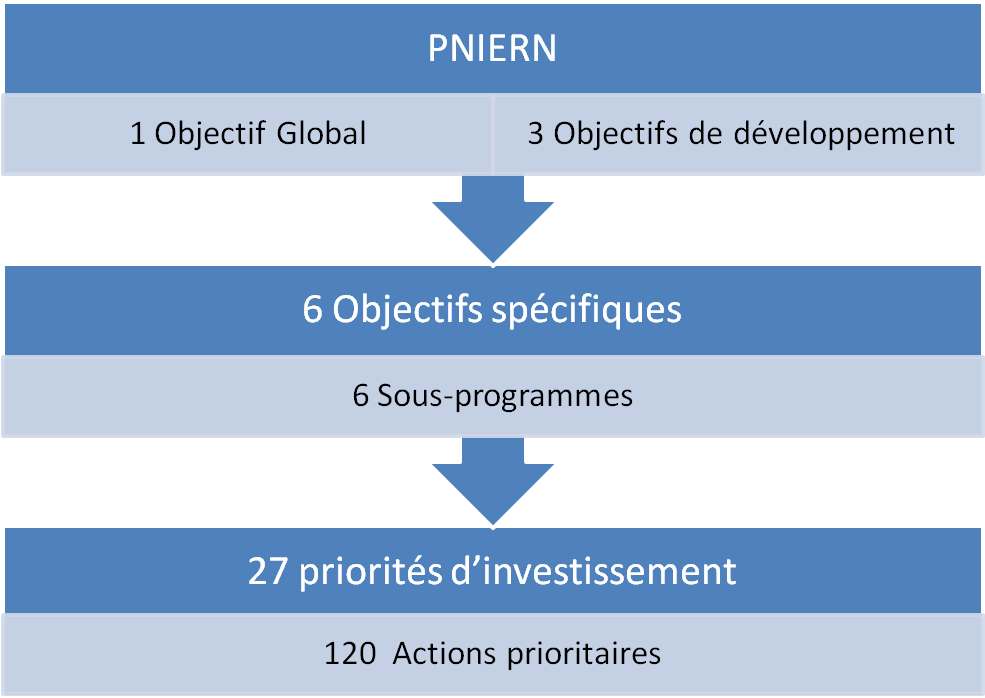 PNIERN
1 Objectif Global
3 Objectifs de développement
6 Objectifs spécifiques
6 Sous-programmes
27 priorités d’investissement
120  Actions prioritaires